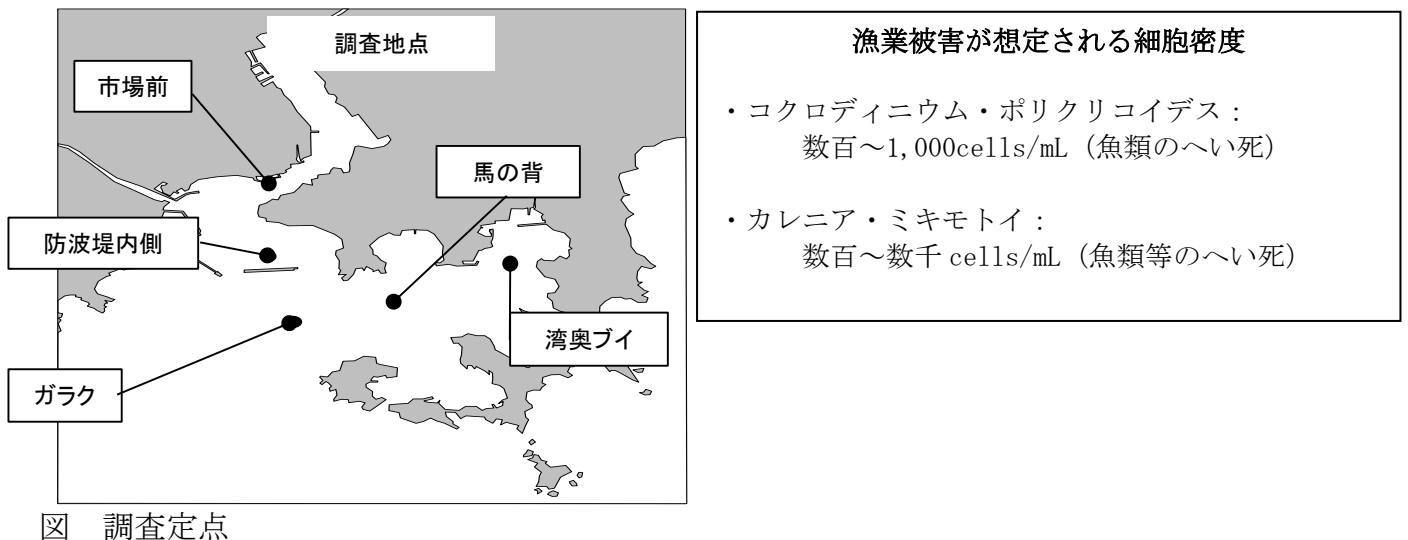 調査地点
市場前
馬の背
防波堤内側
湾奥ブイ
ガラク
図　調査定点
漁業被害が想定される細胞密度
・コクロディニウム・ポリクリコイデス：
数百～1,000cells/mL（魚類のへい死）
・カレニア・ミキモトイ：
数百～数千 cells/mL（魚類等のへい死）